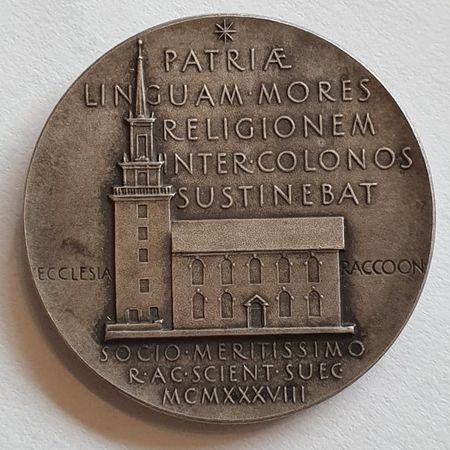 PATRIÆ
LINGUAM·MORES
RELIGIONEM
INTER·COLONOS
SUSTINEBAT
ECCLESIA RACCOON
SOCIO·MERITISSIMO
R·AC·SCIENT·SUEC
MCMXXXVIII